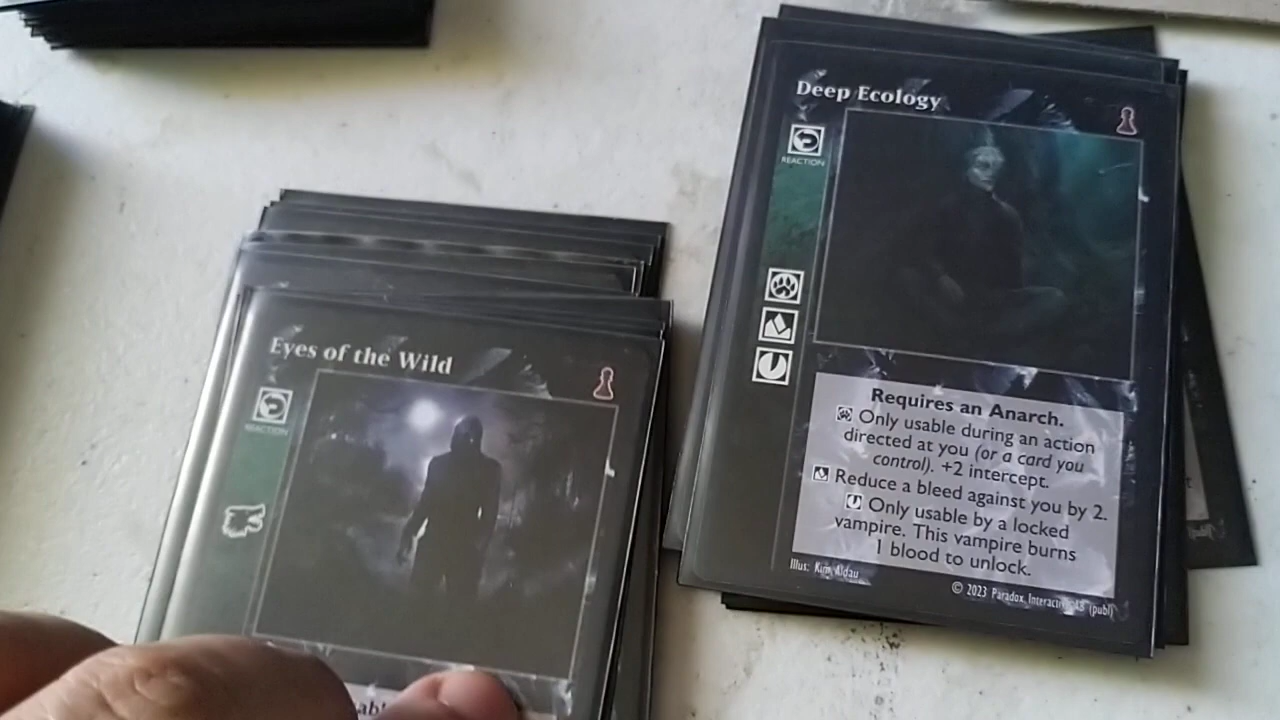 Eyes of the Wild
REACTION
Deep Ecology
REACTION
Requires an Anarch.
Only usable during an action
directed at you (or a card you
control). +2 intercept.
Reduce a bleed against you by 2.
Only usable by a locked
vampire. This vampire burns
1 blood to unlock.
Illus: Kim Aldau
© 2023 Paradox Interactive AB (publ)